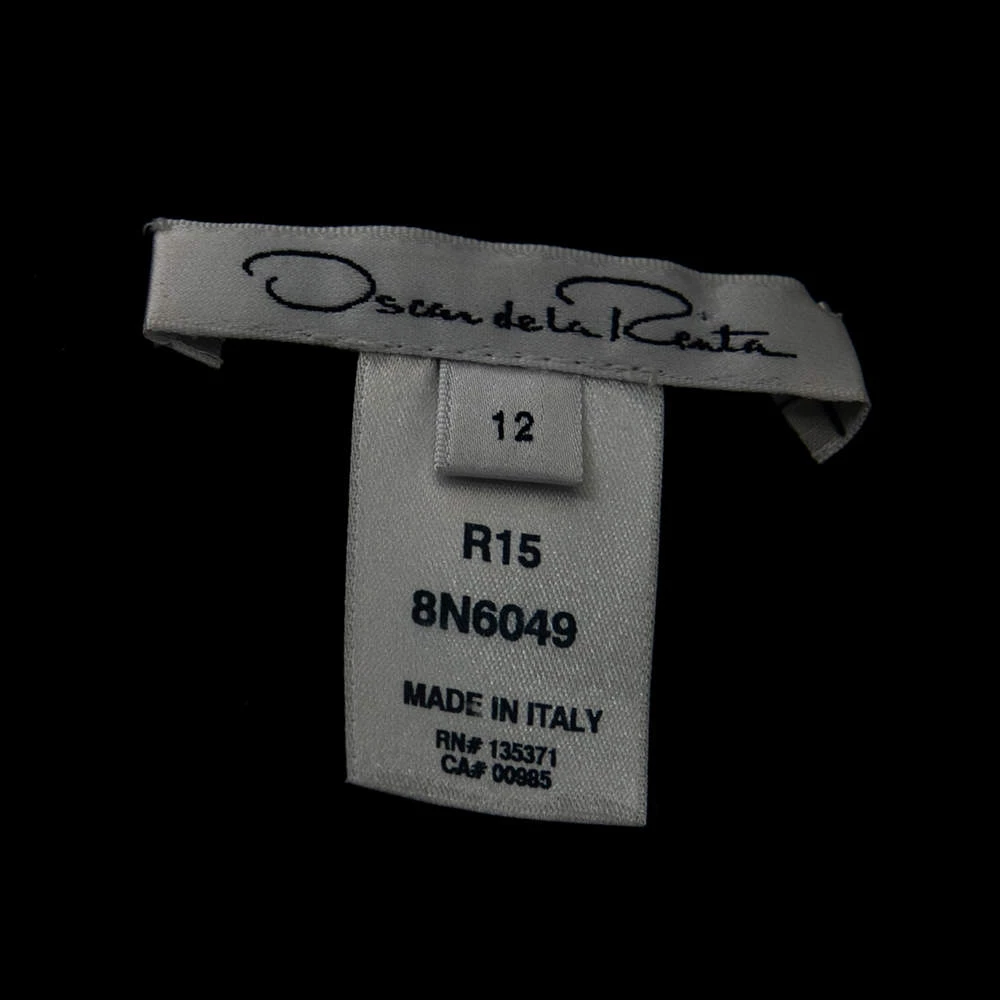 Oscar de la Renta
12
R15
8N6049
MADE IN ITALY
RN# 135371
CA# 00985